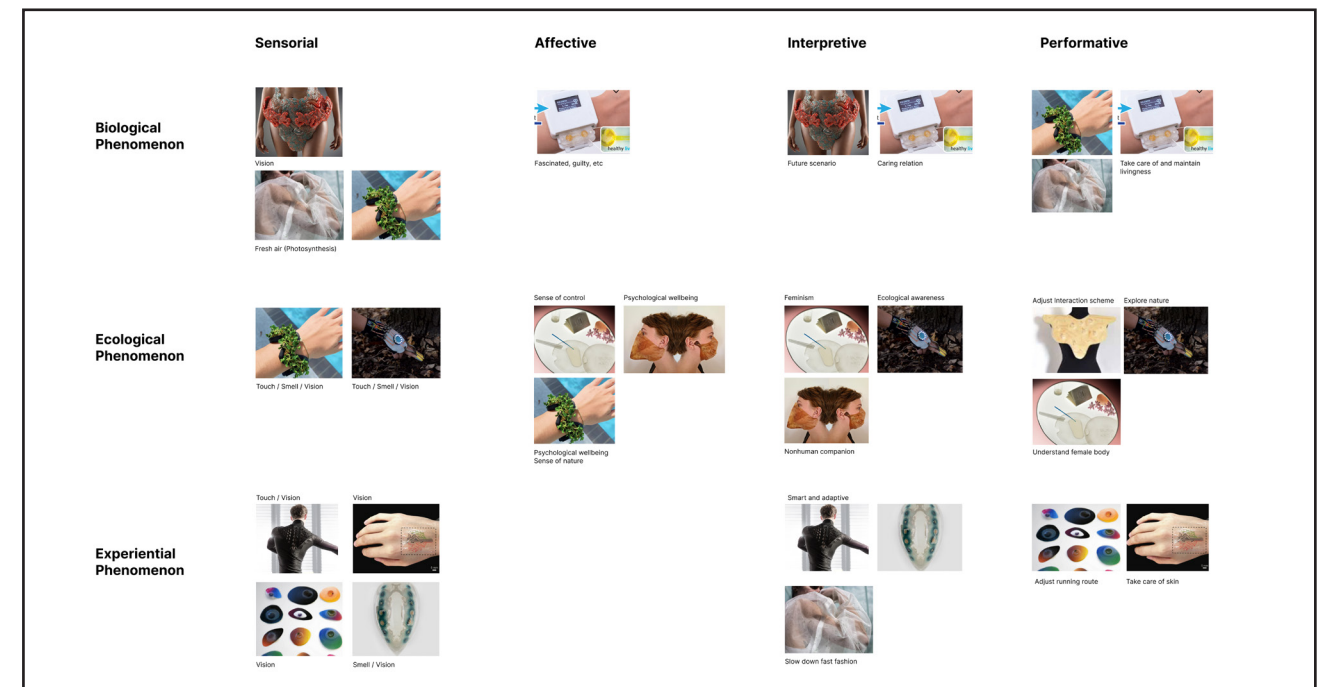 Sensorial
Affective
Interpretive
Performative
Biological
Phenomenon
Vision
Fresh air (Photosynthesis)
healthy
Fascinated, guilty, etc
Future scenario
healthy
Caring relation
healthy
Take care of and maintain
livingness
Ecological
Phenomenon
Touch / Smell / Vision
Touch / Smell / Vision
Sense of control
Psychological wellbeing
Psychological wellbeing
Sense of nature
Feminism
Ecological awareness
Nonhuman companion
Adjust Interaction scheme
Explore nature
Understand female body
Experiential
Phenomenon
Touch / Vision
Vision
Vision
Smell / Vision
Smart and adaptive
Slow down fast fashion
Adjust running route
Take care of skin